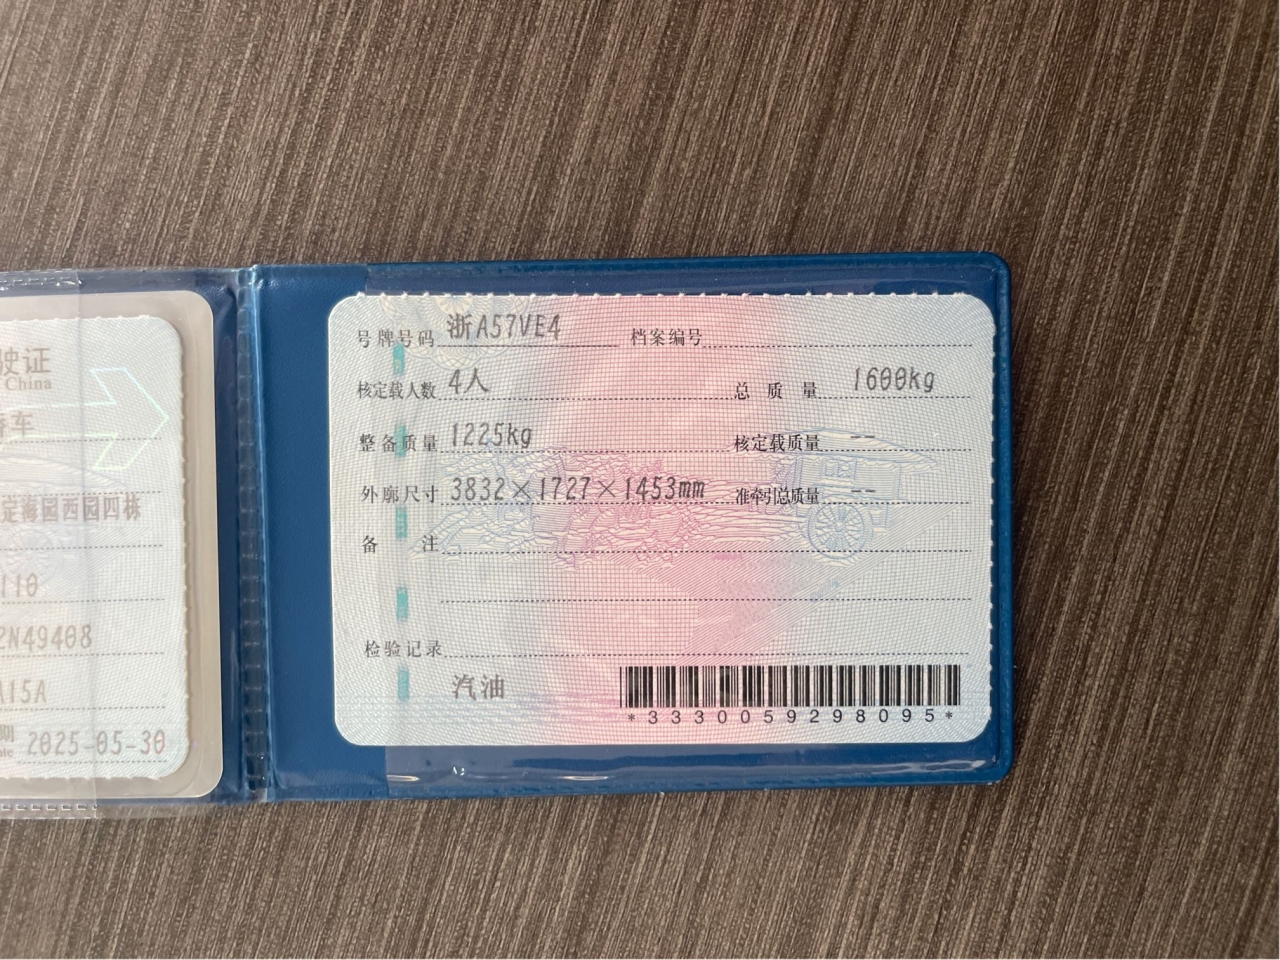 驶证
China
客车
定海园西园四栋
110
2N49408
A15A
期
ate 2025-05-30
号牌号码 浙A57VE4 档案编号
核定载人数 4人 总质量 1600kg
整备质量 1225kg 核定载质量 --
外廓尺寸 3832×1727×1453mm 准牵引总质量 --
备注
检验记录
汽油
*3330059298095*